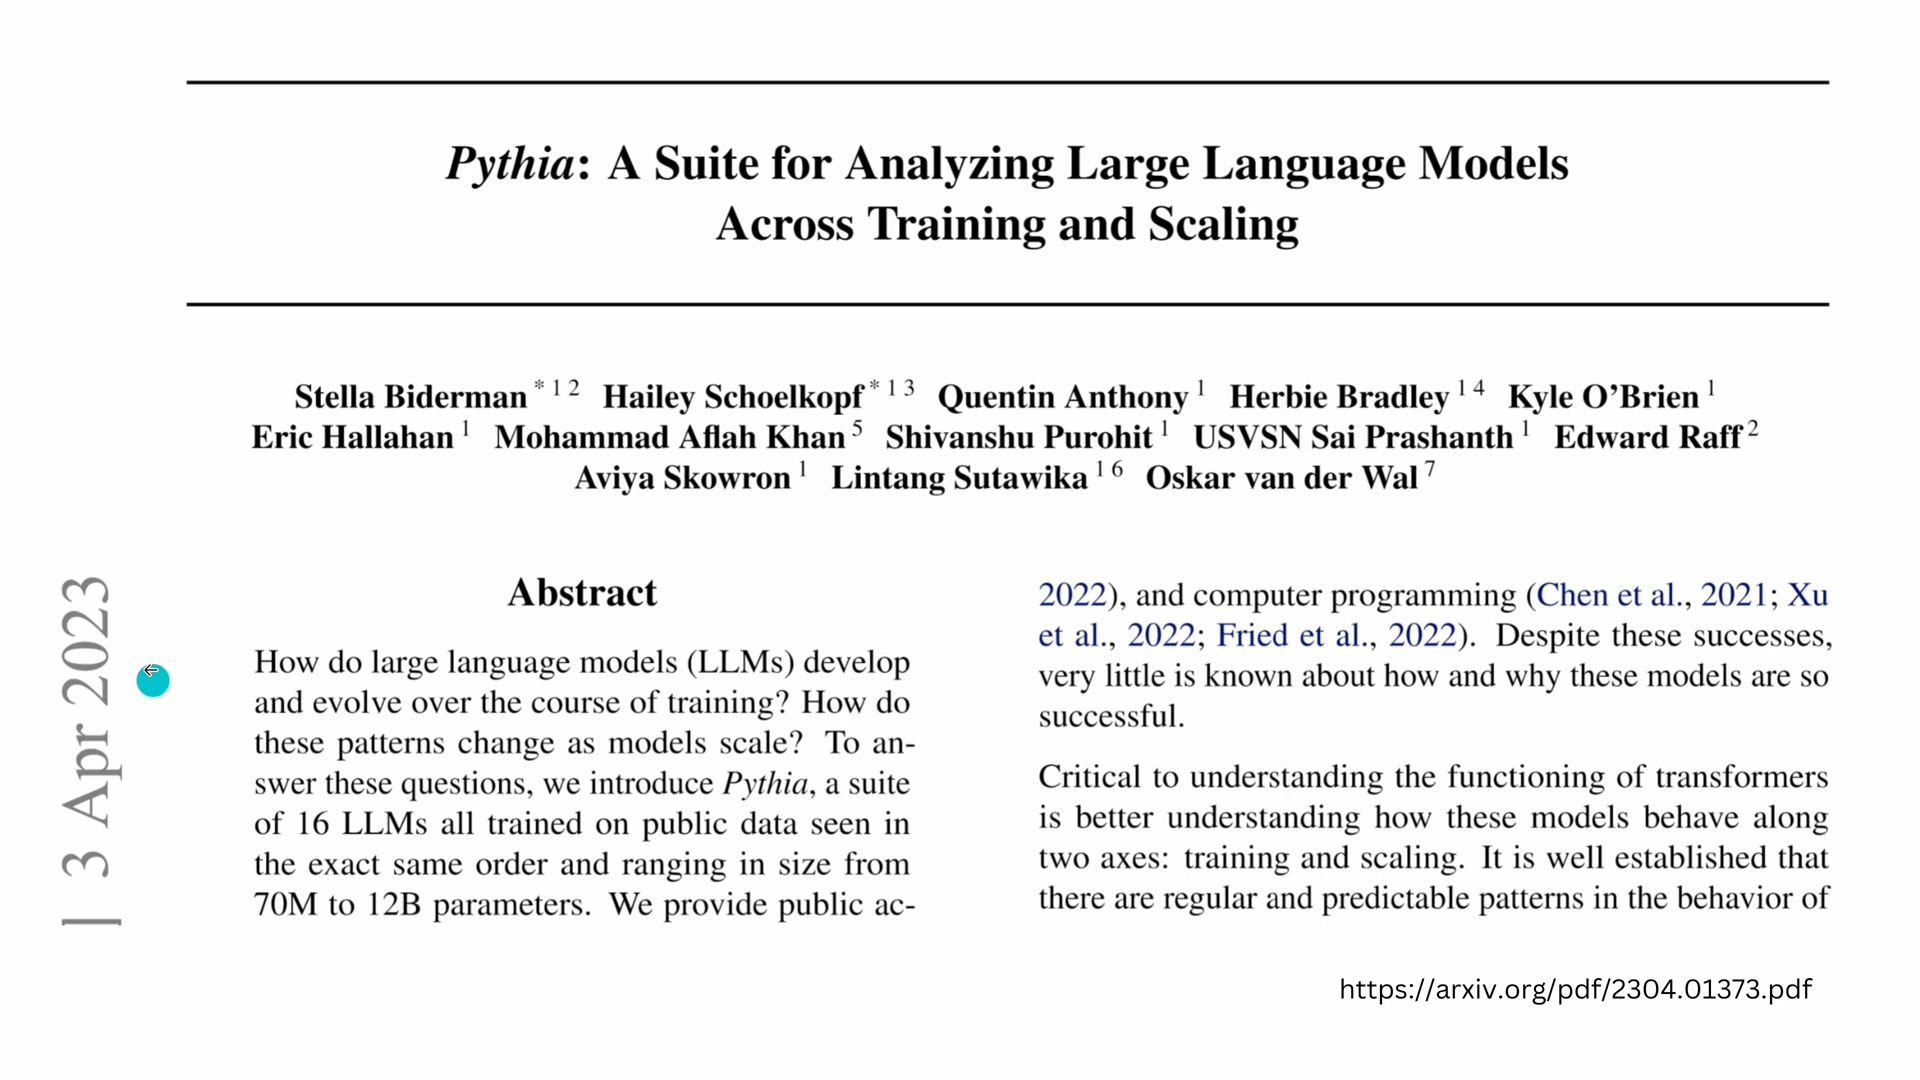 Pythia: A Suite for Analyzing Large Language Models
Across Training and Scaling
Stella Biderman * 1 2 Hailey Schoelkopf * 1 3 Quentin Anthony 1 Herbie Bradley 1 4 Kyle O'Brien 1
Eric Hallahan 1 Mohammad Aflah Khan 5 Shivanshu Purohit 1 USVSN Sai Prashanth 1 Edward Raff 2
Aviya Skowron 1 Lintang Sutawika 1 6 Oskar van der Wal 7
| 3 Apr 2023
Abstract
How do large language models (LLMs) develop
and evolve over the course of training? How do
these patterns change as models scale? To an-
swer these questions, we introduce Pythia, a suite
of 16 LLMs all trained on public data seen in
the exact same order and ranging in size from
70M to 12B parameters. We provide public ac-
2022), and computer programming (Chen et al., 2021; Xu
et al., 2022; Fried et al., 2022). Despite these successes,
very little is known about how and why these models are so
successful.
Critical to understanding the functioning of transformers
is better understanding how these models behave along
two axes: training and scaling. It is well established that
there are regular and predictable patterns in the behavior of
https://arxiv.org/pdf/2304.01373.pdf